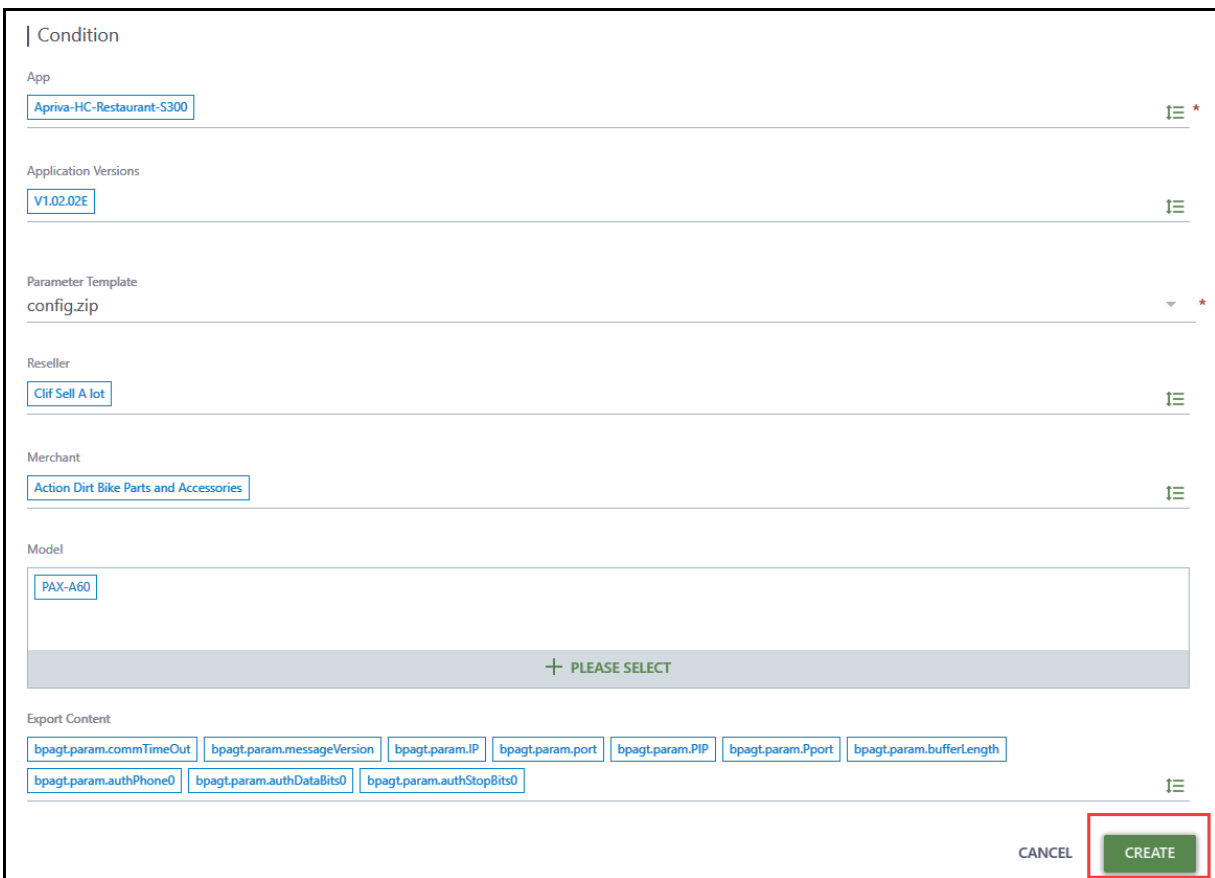 Condition
App
Apriva-HC-Restaurant-S300
*
Application Versions
V1.02.02E
Parameter Template
config.zip
*
Reseller
Clif Sell A lot
Merchant
Action Dirt Bike Parts and Accessories
Model
PAX-A60
+ PLEASE SELECT
Export Content
bpagt.param.commTimeOut bpagt.param.messageVersion bpagt.param.IP bpagt.param.port bpagt.param.PIP bpagt.param.Pport bpagt.param.bufferLength
bpagt.param.authPhone0 bpagt.param.authDataBits0 bpagt.param.authStopBits0
CANCEL CREATE